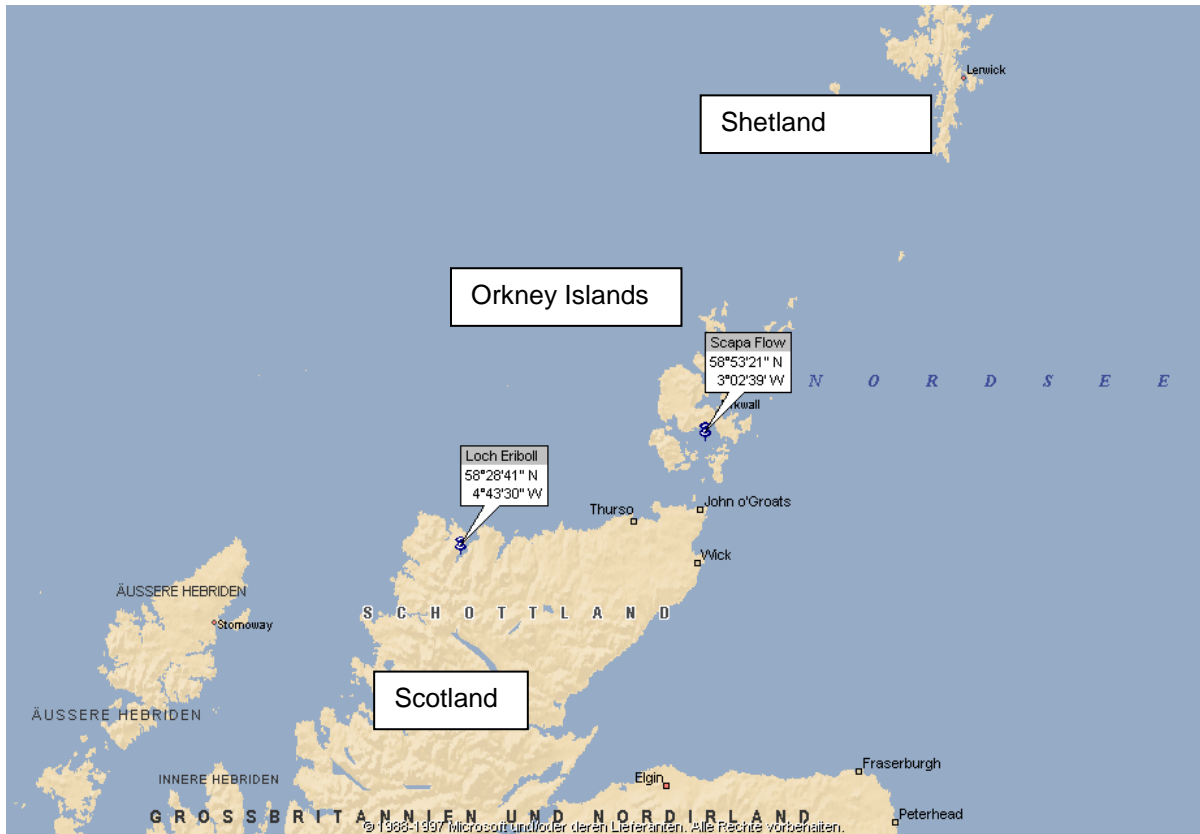 Lerwick
Shetland
Orkney Islands
Scapa Flow
58°53'21" N
3°02'39' W
N O R D S E E
Loch Eriboll
58°28'41" N
4°43'30" W
Thurso
John o'Groats
Wick
ÄUSSERE HEBRIDEN
S C H O T T L A N D
Stornoway
Scotland
ÄUSSERE HEBRIDEN
INNERE HEBRIDEN
Fraserburgh
Elgin
G R O S S B R I T A N N I E N U N D N O R D I R L A N D
Peterhead
© 1988-1997 Microsoft und/oder deren Lieferanten. Alle Rechte vorbehalten.